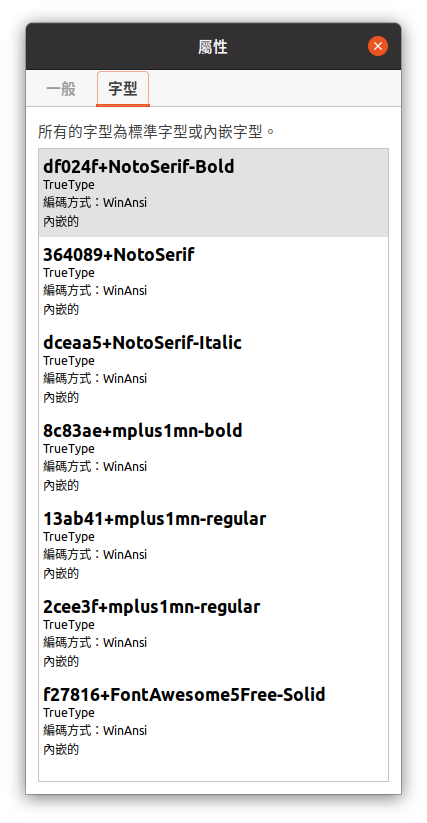 屬性
一般
字型
所有的字型為標準字型或內嵌字型。
df024f+NotoSerif-Bold
TrueType
編碼方式：WinAnsi
內嵌的
364089+NotoSerif
TrueType
編碼方式：WinAnsi
內嵌的
dceaa5+NotoSerif-Italic
TrueType
編碼方式：WinAnsi
內嵌的
8c83ae+mplus1mn-bold
TrueType
編碼方式：WinAnsi
內嵌的
13ab41+mplus1mn-regular
TrueType
編碼方式：WinAnsi
內嵌的
2cee3f+mplus1mn-regular
TrueType
編碼方式：WinAnsi
內嵌的
f27816+FontAwesome5Free-Solid
TrueType
編碼方式：WinAnsi
內嵌的